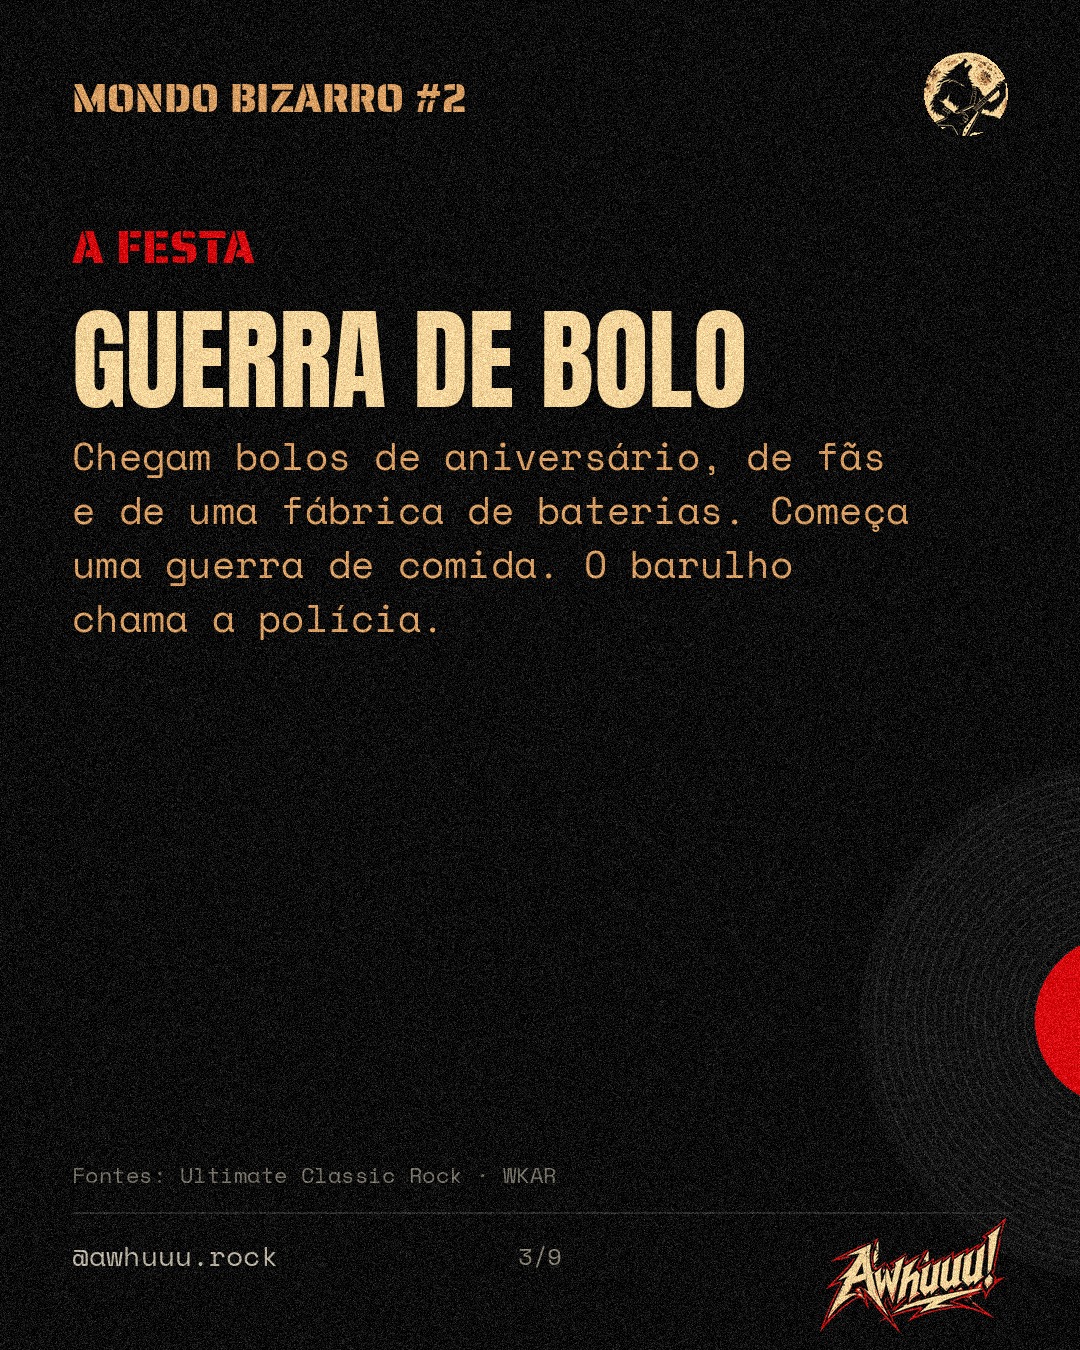 MONDO BIZARRO #2
A FESTA
GUERRA DE BOLO
Chegam bolos de aniversário, de fãs
e de uma fábrica de baterias. Começa
uma guerra de comida. O barulho
chama a polícia.
Fontes: Ultimate Classic Rock · WKAR
@awhuuu.rock
3/9
Awhuuu!